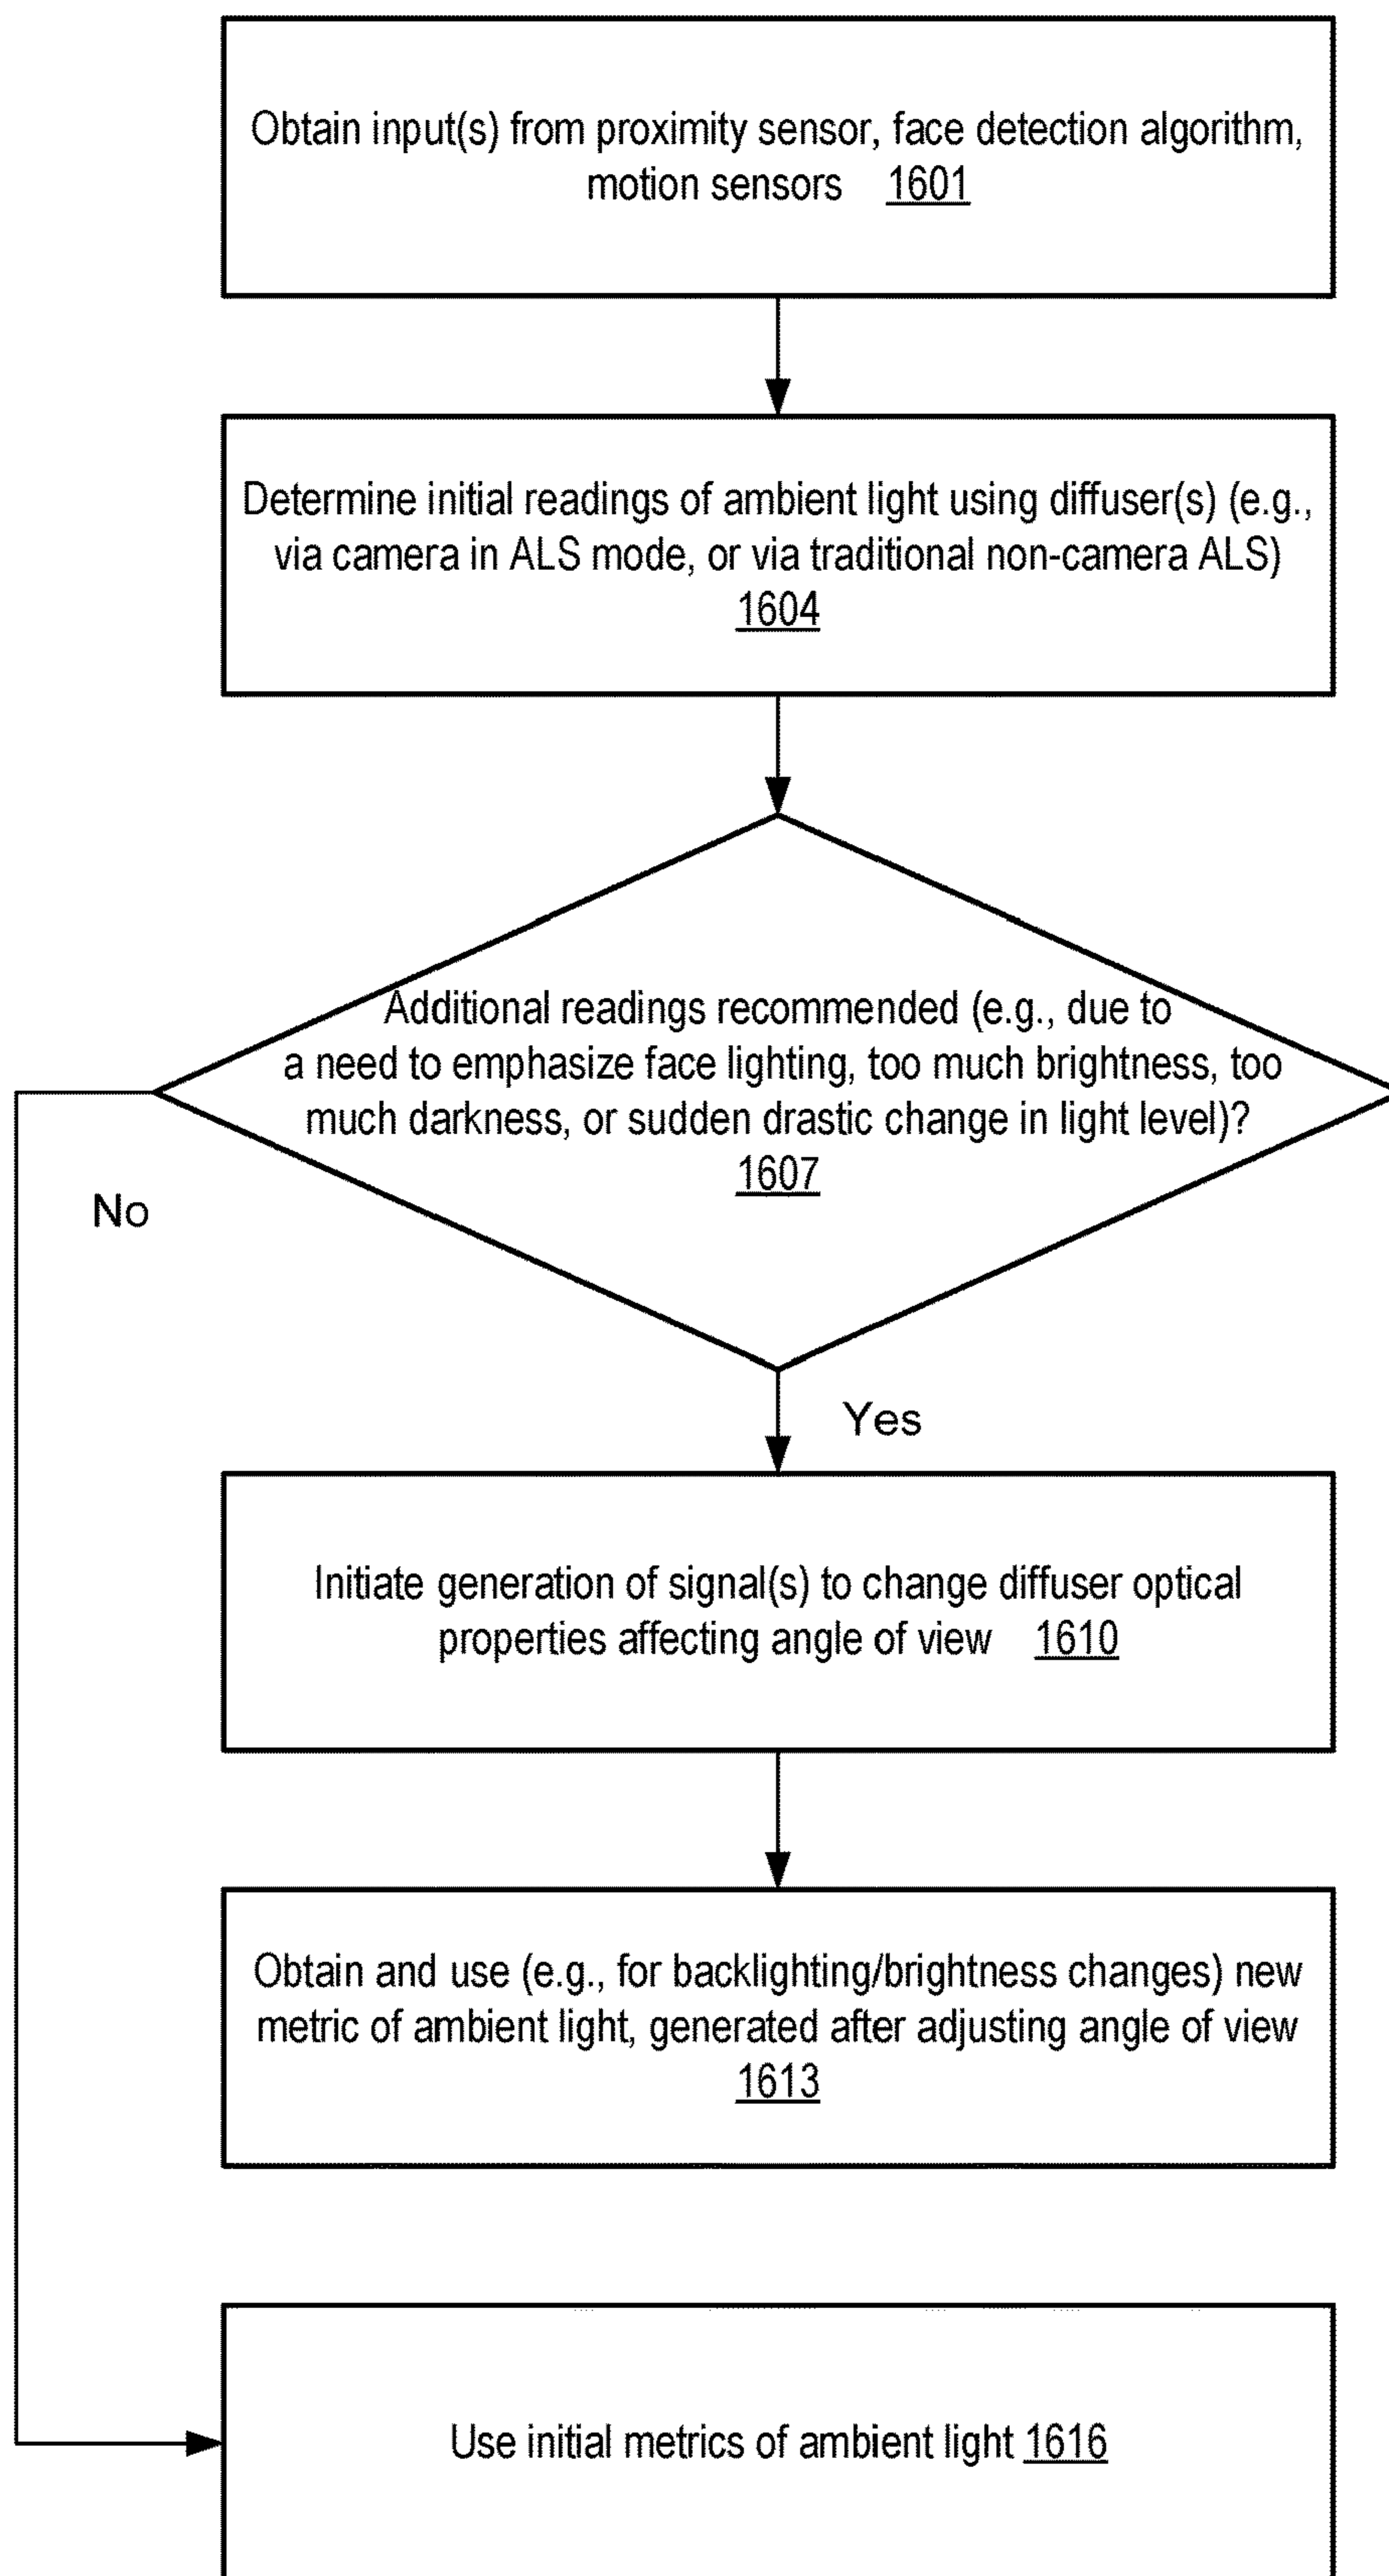 Obtain input(s) from proximity sensor, face detection algorithm,
motion sensors 1601
Determine initial readings of ambient light using diffuser(s) (e.g.,
via camera in ALS mode, or via traditional non-camera ALS)
1604
Additional readings recommended (e.g., due to
a need to emphasize face lighting, too much brightness, too
much darkness, or sudden drastic change in light level)?
1607
No
Yes
Initiate generation of signal(s) to change diffuser optical
properties affecting angle of view 1610
Obtain and use (e.g., for backlighting/brightness changes) new
metric of ambient light, generated after adjusting angle of view
1613
Use initial metrics of ambient light 1616